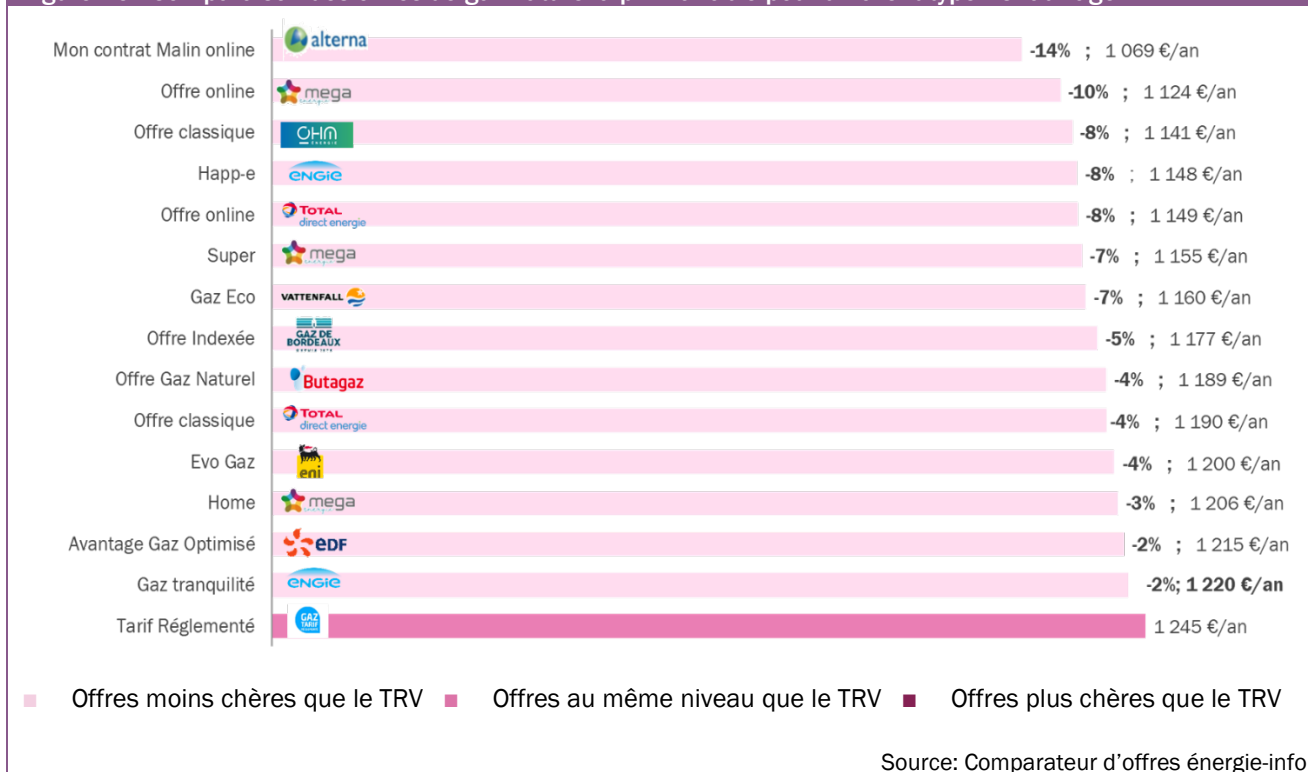 Mon contrat Malin online alterna -14% ; 1 069 €/an
Offre online mega -10% ; 1 124 €/an
Offre classique OHM ÉNERGIE -8% ; 1 141 €/an
Happ-e ENGIE -8% ; 1 148 €/an
Offre online TOTAL direct energie -8% ; 1 149 €/an
Super mega -7% ; 1 155 €/an
Gaz Eco VATTENFALL -7% ; 1 160 €/an
Offre Indexée GAZ DE BORDEAUX -5% ; 1 177 €/an
Offre Gaz Naturel Butagaz -4% ; 1 189 €/an
Offre classique TOTAL direct energie -4% ; 1 190 €/an
Evo Gaz eni -4% ; 1 200 €/an
Home mega -3% ; 1 206 €/an
Avantage Gaz Optimisé eDF -2% ; 1 215 €/an
Gaz tranquilité ENGIE -2%; 1 220 €/an
Tarif Réglementé GAZ TARIF 1 245 €/an
Offres moins chères que le TRV Offres au même niveau que le TRV Offres plus chères que le TRV
Source: Comparateur d'offres énergie-info